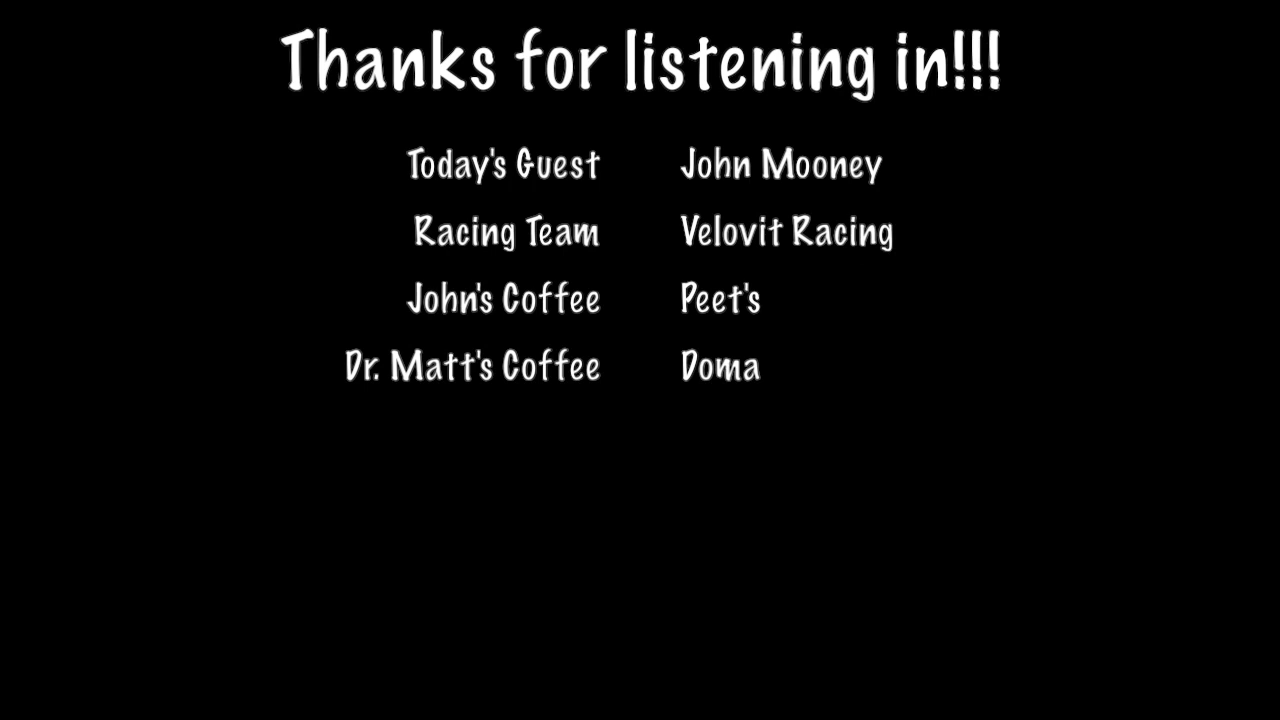 Thanks for listening in!!!
Today's Guest John Mooney
Racing Team Velovit Racing
John's Coffee Peet's
Dr. Matt's Coffee Doma